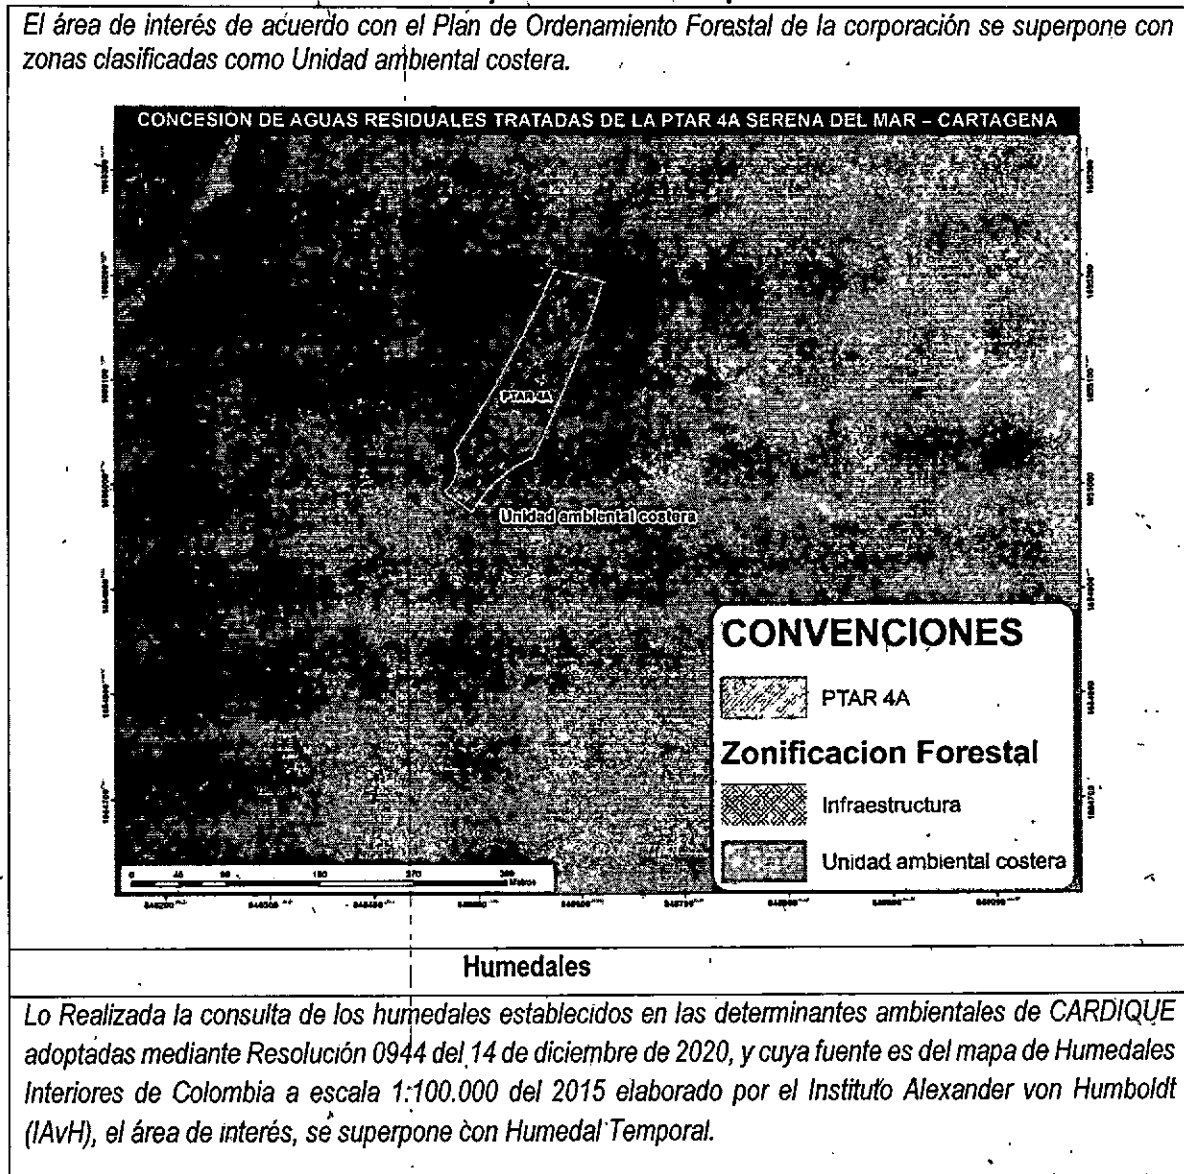 El área de interés de acuerdo con el Plan de Ordenamiento Forestal de la corporación se superpone con
zonas clasificadas como Unidad ambiental costera.
CONCESIÓN DE AGUAS RESIDUALES TRATADAS DE LA PTAR 4A SERENA DEL MAR – CARTAGENA
PTAR 4A
Unidad ambiental costera
CONVENCIONES
PTAR 4A
Zonificacion Forestal
Infraestructura
Unidad ambiental costera
Metros
Humedales
Lo Realizada la consulta de los humedales establecidos en las determinantes ambientales de CARDIQUE
adoptadas mediante Resolución 0944 del 14 de diciembre de 2020, y cuya fuente es del mapa de Humedales
Interiores de Colombia a escala 1:100.000 del 2015 elaborado por el Instituto Alexander von Humboldt
(IAvH), el área de interés, se superpone con Humedal Temporal.